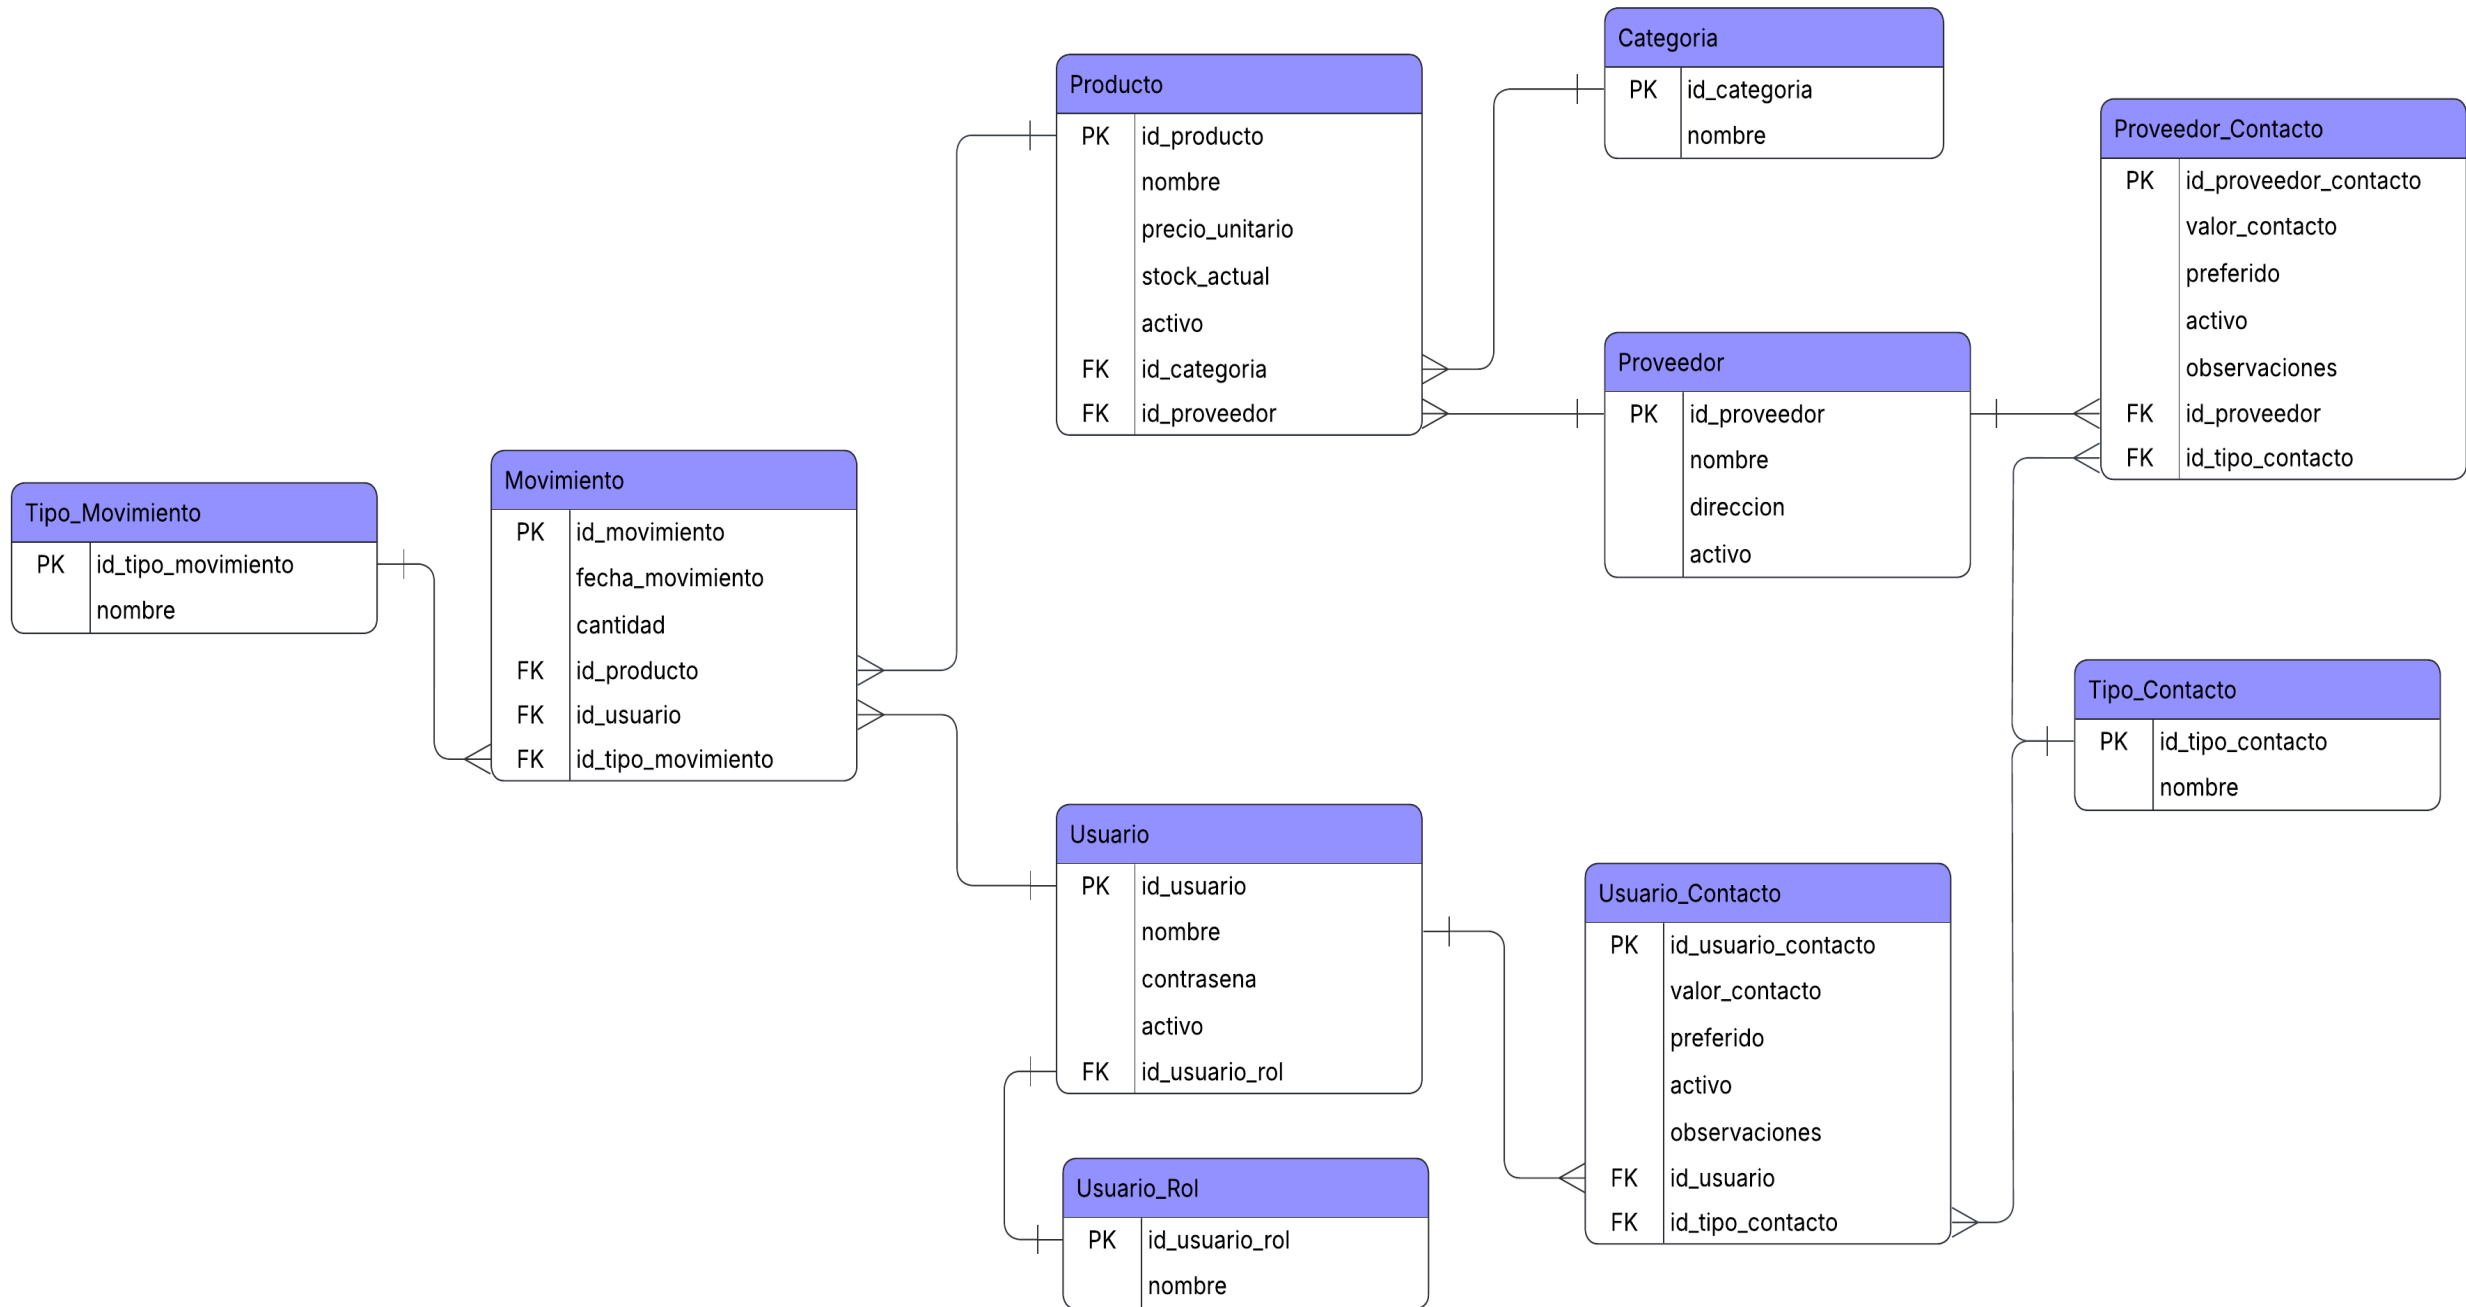 Categoria
PK id_categoria
nombre
Producto
PK id_producto
nombre
precio_unitario
stock_actual
activo
FK id_categoria
FK id_proveedor
Proveedor_Contacto
PK id_proveedor_contacto
valor_contacto
preferido
activo
observaciones
FK id_proveedor
FK id_tipo_contacto
Proveedor
PK id_proveedor
nombre
direccion
activo
Movimiento
PK id_movimiento
fecha_movimiento
cantidad
FK id_producto
FK id_usuario
FK id_tipo_movimiento
Tipo_Movimiento
PK id_tipo_movimiento
nombre
Tipo_Contacto
PK id_tipo_contacto
nombre
Usuario
PK id_usuario
nombre
contrasena
activo
FK id_usuario_rol
Usuario_Contacto
PK id_usuario_contacto
valor_contacto
preferido
activo
observaciones
FK id_usuario
FK id_tipo_contacto
Usuario_Rol
PK id_usuario_rol
nombre